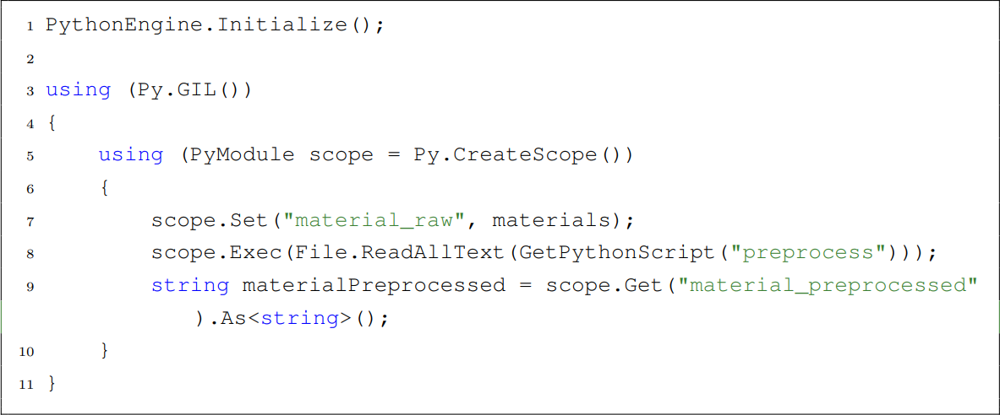 1 PythonEngine.Initialize();
2
3 using (Py.GIL())
4 {
5     using (PyModule scope = Py.CreateScope())
6     {
7         scope.Set("material_raw", materials);
8         scope.Exec(File.ReadAllText(GetPythonScript("preprocess")));
9         string materialPreprocessed = scope.Get("material_preprocessed"
            ).As<string>();
10     }
11 }